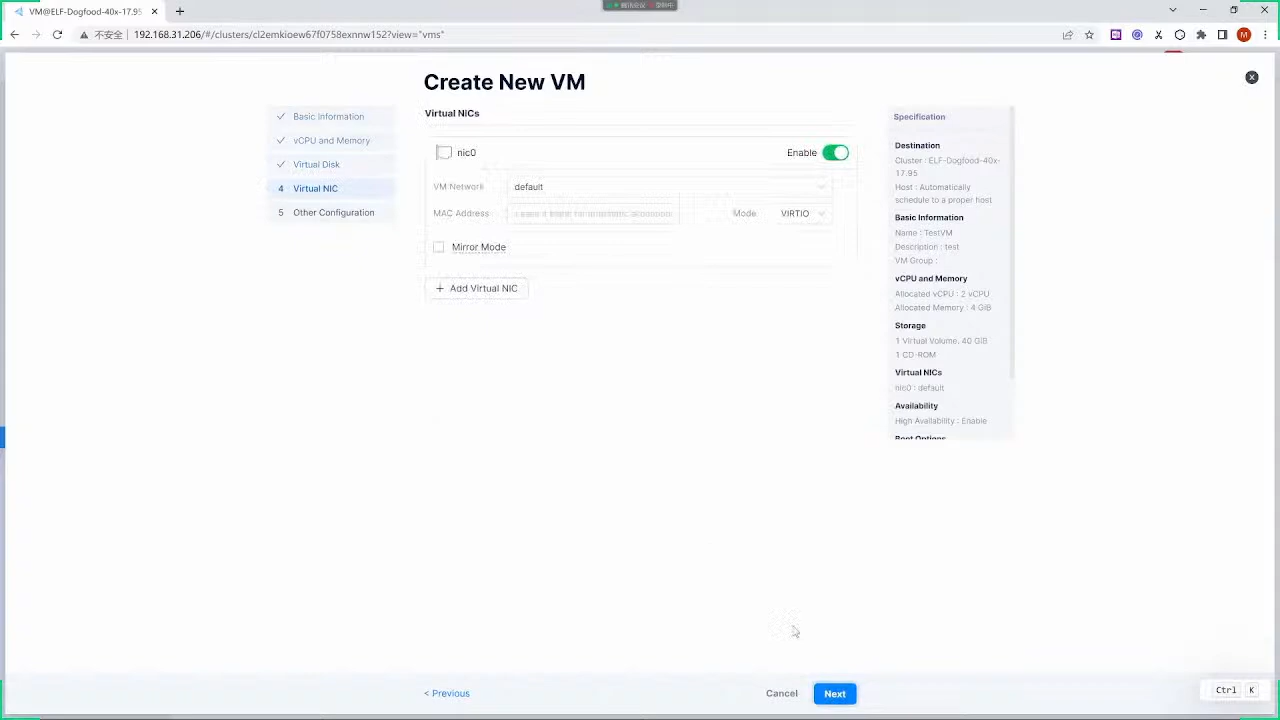 VM@ELF-Dogfood-40x-17.95
不安全 192.168.31.206/#/clusters/cl2emkioew67f0758exnnw152?view="vms"
M
Create New VM
Basic Information
vCPU and Memory
Virtual Disk
4 Virtual NIC
5 Other Configuration
Virtual NICs
nic0 Enable
VM Network default
MAC Address Mode VIRTIO
Mirror Mode
+ Add Virtual NIC
Specification
Destination
Cluster : ELF-Dogfood-40x-
17.95
Host : Automatically
schedule to a proper host
Basic Information
Name : TestVM
Description : test
VM Group :
vCPU and Memory
Allocated vCPU : 2 vCPU
Allocated Memory : 4 GiB
Storage
1 Virtual Volume, 40 GiB
1 CD-ROM
Virtual NICs
nic0 : default
Availability
High Availability : Enable
Boot Options
< Previous
Cancel
Next
Ctrl K